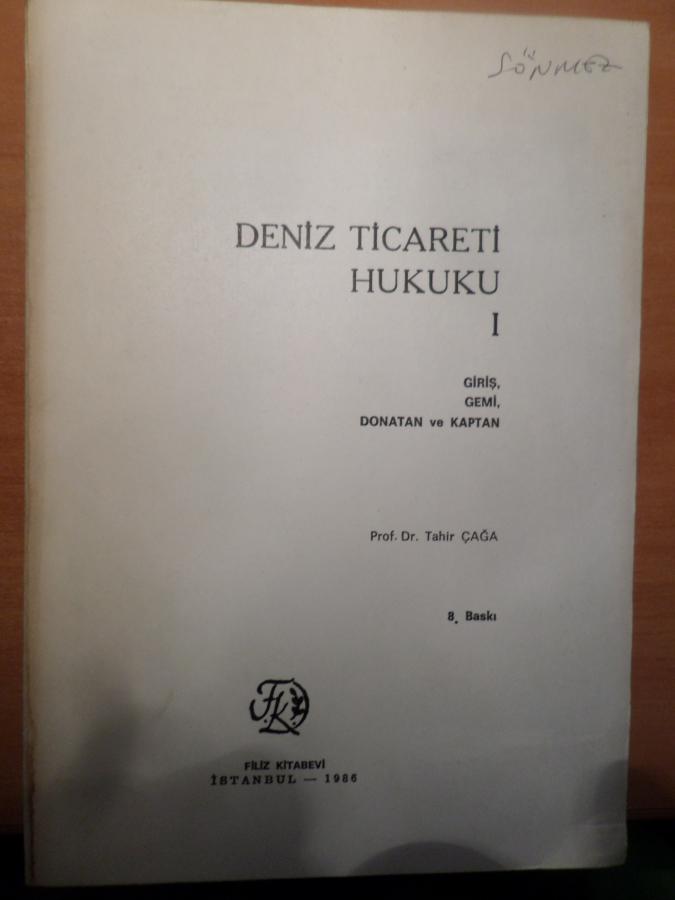 SÖNMEZ
DENİZ TİCARETİ
HUKUKU
I
GİRİŞ,
GEMİ,
DONATAN ve KAPTAN
Prof. Dr. Tahir ÇAĞA
8. Baskı
F.K.
FİLİZ KİTABEVİ
İSTANBUL — 1986